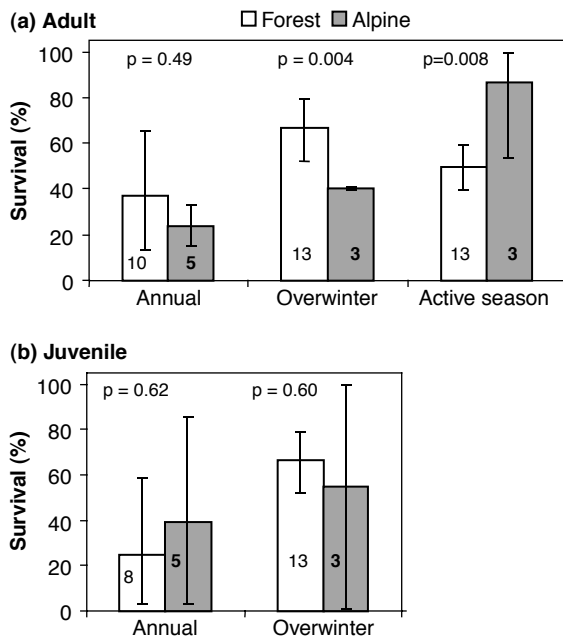 (a) Adult
Forest Alpine
Survival (%)
100
80
60
40
20
0
p = 0.49
p = 0.004
p=0.008
10
5
13
3
13
3
Annual
Overwinter
Active season
(b) Juvenile
Survival (%)
100
80
60
40
20
0
p = 0.62
p = 0.60
8
5
13
3
Annual
Overwinter